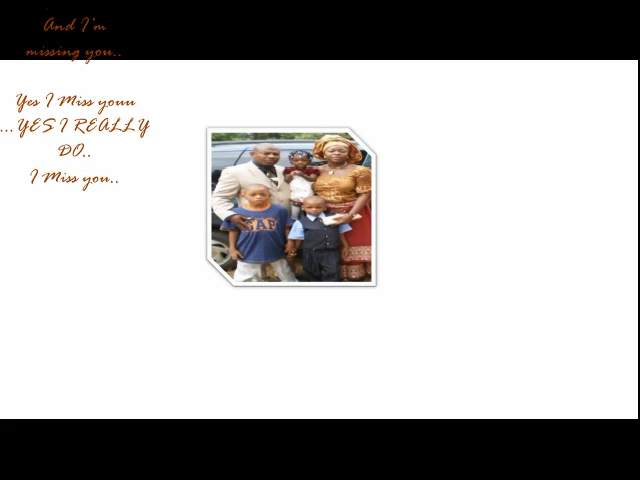 And I'm
missing you..
Yes I Miss youu
...YES I REALLY
DO..
I Miss you..
GAP